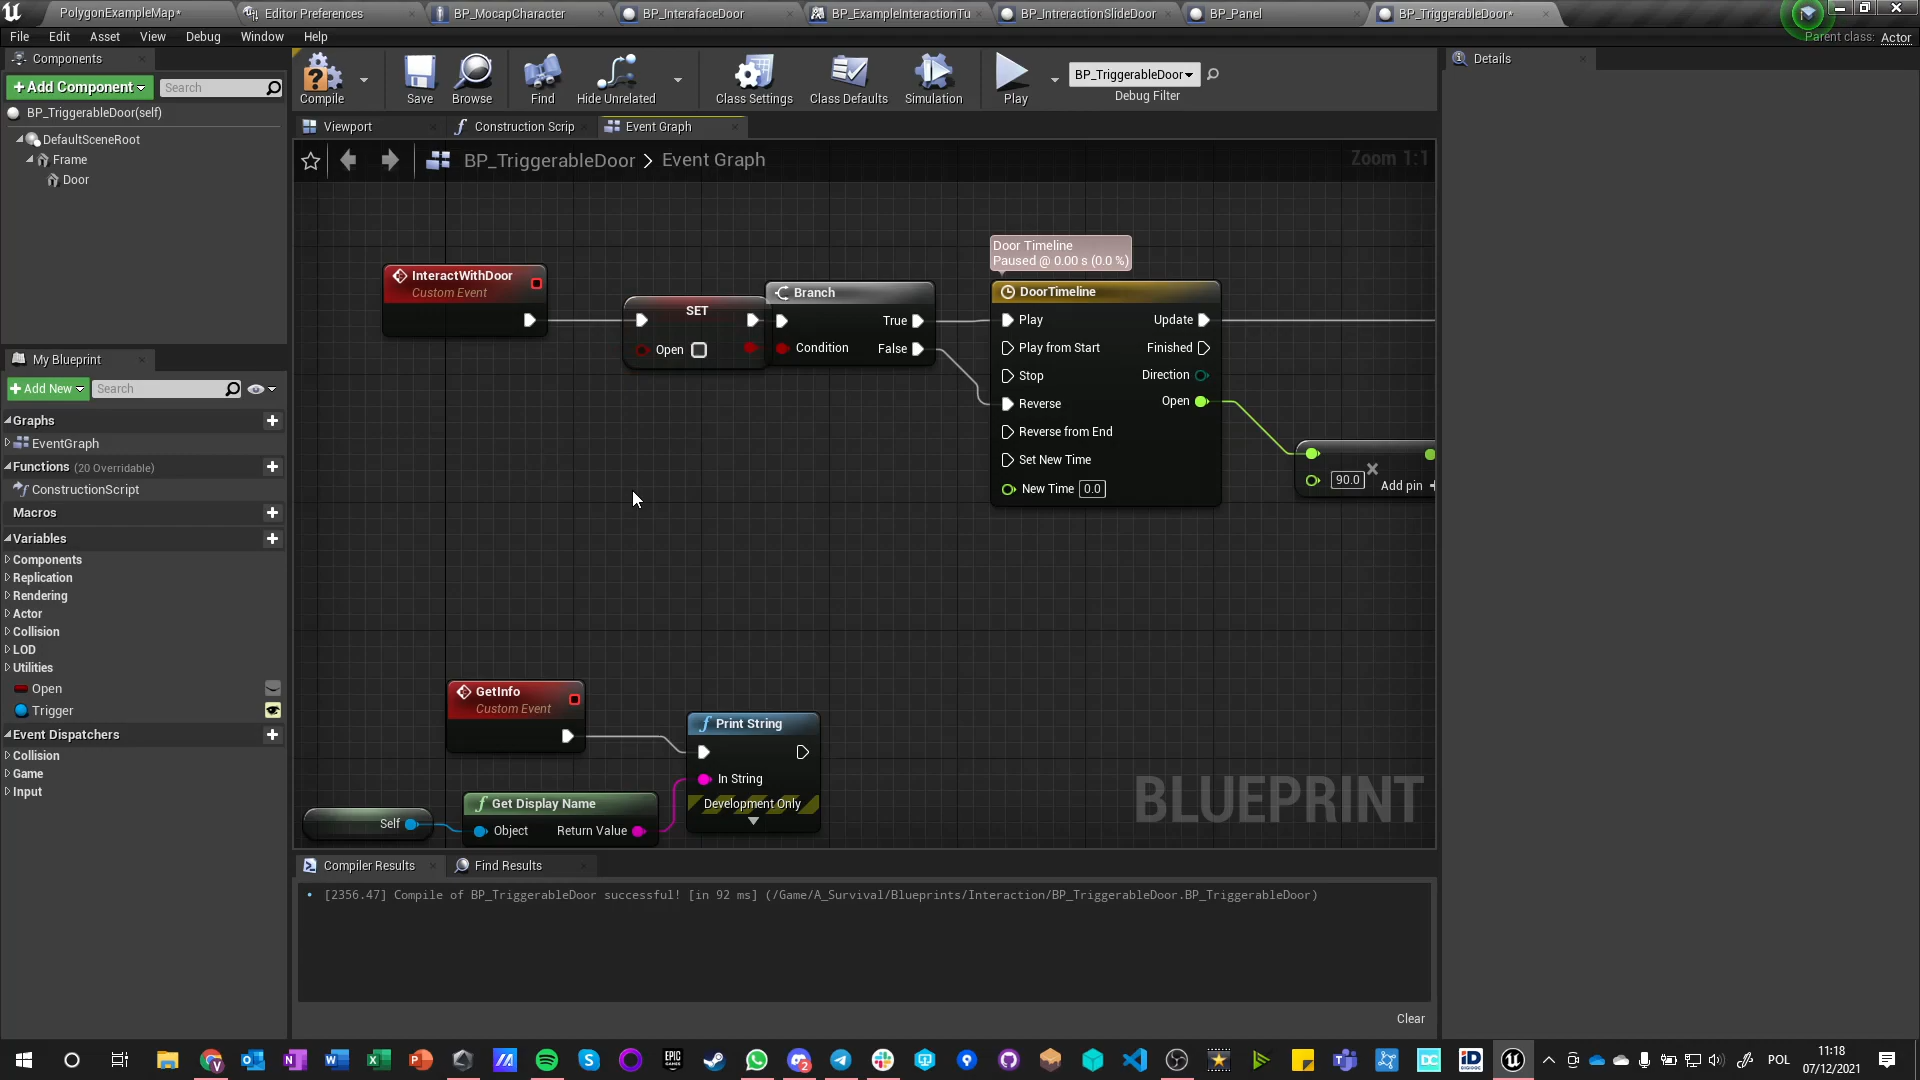 PolygonExampleMap*
Editor Preferences
BP_MocapCharacter
BP_InterafaceDoor
BP_ExampleInteractionTu
BP_IntreractionSlideDoor
BP_Panel
BP_TriggerableDoor*
File Edit Asset View Debug Window Help
Parent class: Actor
Components
+Add Component
Search
BP_TriggerableDoor(self)
DefaultSceneRoot
Frame
Door
Compile
Save
Browse
Find
Hide Unrelated
Class Settings
Class Defaults
Simulation
Play
BP_TriggerableDoor
Debug Filter
Details
Viewport
Construction Scrip
Event Graph
BP_TriggerableDoor > Event Graph
Zoom 1:1
Door Timeline
Paused @ 0.00 s (0.0 %)
InteractWithDoor
Custom Event
SET
Open
Branch
True
Condition
False
DoorTimeline
Play
Update
Play from Start
Finished
Stop
Direction
Reverse
Open
Reverse from End
Set New Time
New Time 0.0
90.0
Add pin +
GetInfo
Custom Event
Print String
In String
Development Only
Self
Get Display Name
Object
Return Value
BLUEPRINT
My Blueprint
+Add New
Search
Graphs
EventGraph
Functions (20 Overridable)
ConstructionScript
Macros
Variables
Components
Replication
Rendering
Actor
Collision
LOD
Utilities
Open
Trigger
Event Dispatchers
Collision
Game
Input
Compiler Results
Find Results
[2356.47] Compile of BP_TriggerableDoor successful! [in 92 ms] (/Game/A_Survival/Blueprints/Interaction/BP_TriggerableDoor.BP_TriggerableDoor)
Clear
POL
11:18
07/12/2021